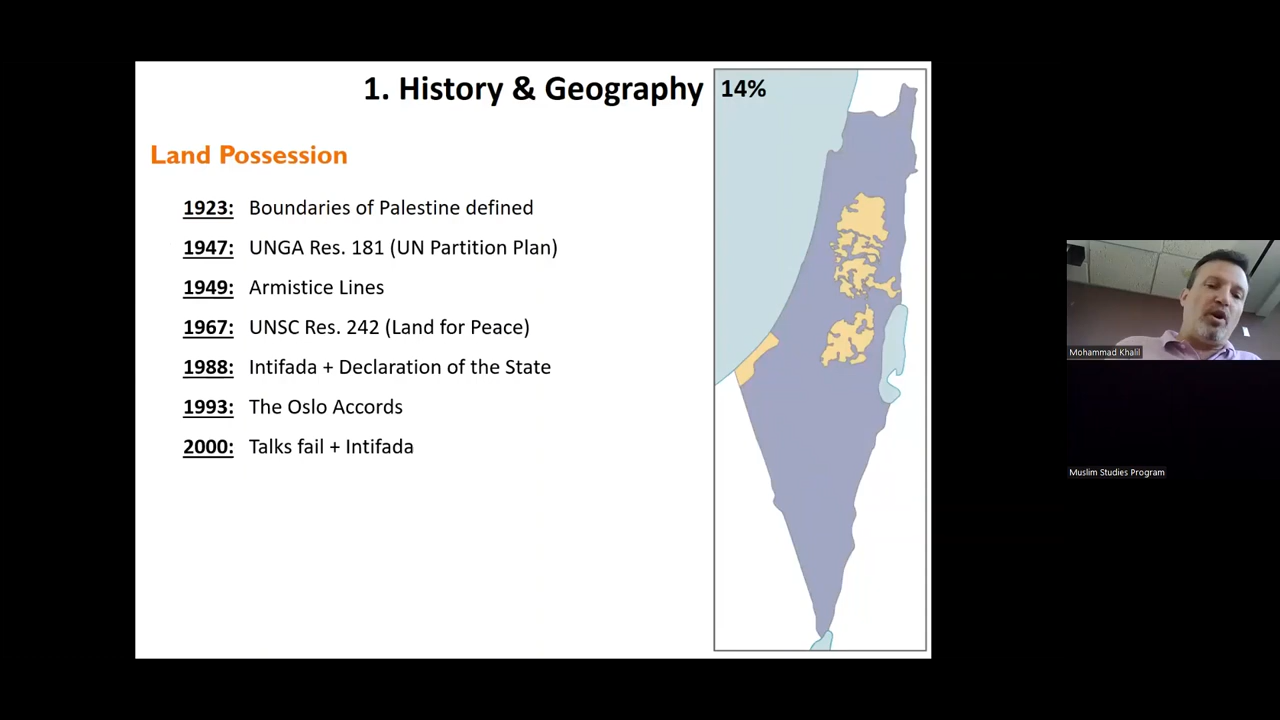 1. History & Geography
14%
Land Possession
1923: Boundaries of Palestine defined
1947: UNGA Res. 181 (UN Partition Plan)
1949: Armistice Lines
1967: UNSC Res. 242 (Land for Peace)
1988: Intifada + Declaration of the State
1993: The Oslo Accords
2000: Talks fail + Intifada
Mohammad Khalil
Muslim Studies Program